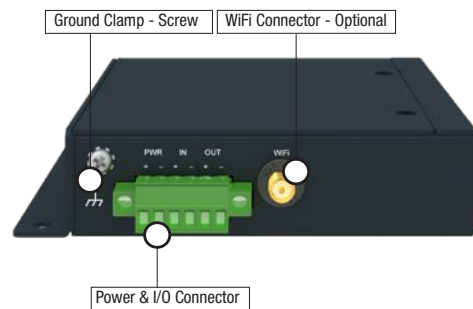 Ground Clamp - Screw
WiFi Connector - Optional
PWR IN OUT
+ - + - + -
WiFi
Power & I/O Connector